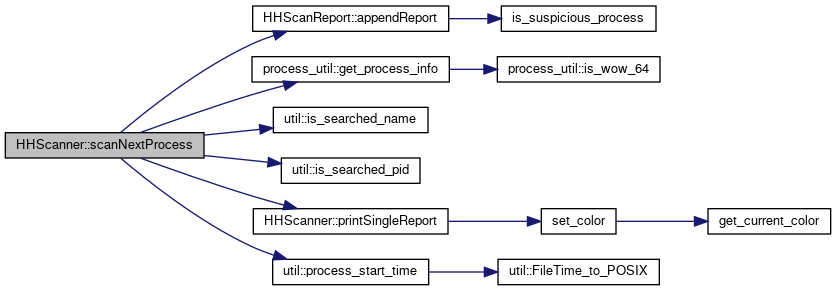 HHScanReport::appendReport
is_suspicious_process
process_util::get_process_info
process_util::is_wow_64
util::is_searched_name
HHScanner::scanNextProcess
util::is_searched_pid
HHScanner::printSingleReport
set_color
get_current_color
util::process_start_time
util::FileTime_to_POSIX